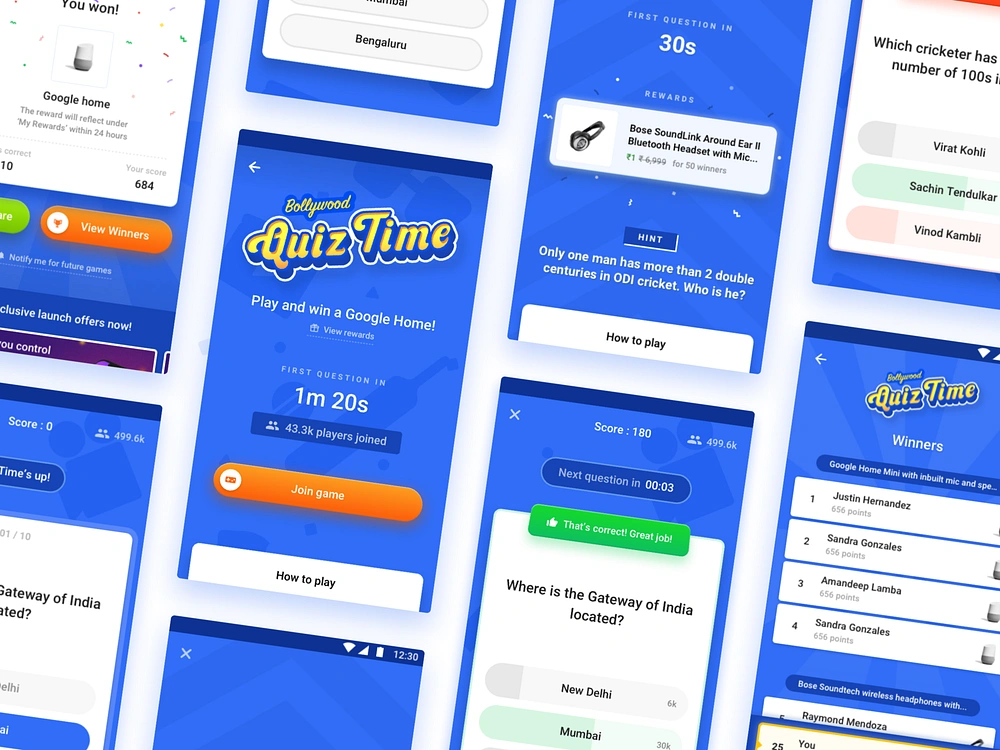 You won!
Google home
The reward will reflect under
'My Rewards' within 24 hours
correct
10
Your score
684
View Winners
Notify me for future games
clusive launch offers now!
you control
Mumbai
Bengaluru
FIRST QUESTION IN
30s
REWARDS
Bose SoundLink Around Ear II
Bluetooth Headset with Mic...
₹1 ₹ 6,999 for 50 winners
HINT
Only one man has more than 2 double
centuries in ODI cricket. Who is he?
How to play
Which cricketer has
number of 100s i
Virat Kohli
Sachin Tendulkar
Vinod Kambli
Bollywood
Quiz Time
Play and win a Google Home!
View rewards
FIRST QUESTION IN
1m 20s
43.3k players joined
Join game
How to play
Score : 0
499.6k
Time's up!
01 / 10
Gateway of India
ated?
Delhi
12:30
Score : 180
499.6k
Next question in 00:03
That's correct! Great job!
Where is the Gateway of India
located?
New Delhi
6k
Mumbai
30k
Bollywood
Quiz Time
Winners
Google Home Mini with inbuilt mic and spe...
1 Justin Hernandez
656 points
2 Sandra Gonzales
656 points
3 Amandeep Lamba
656 points
4 Sandra Gonzales
656 points
Bose Soundtech wireless headphones with...
5 Raymond Mendoza
25 You